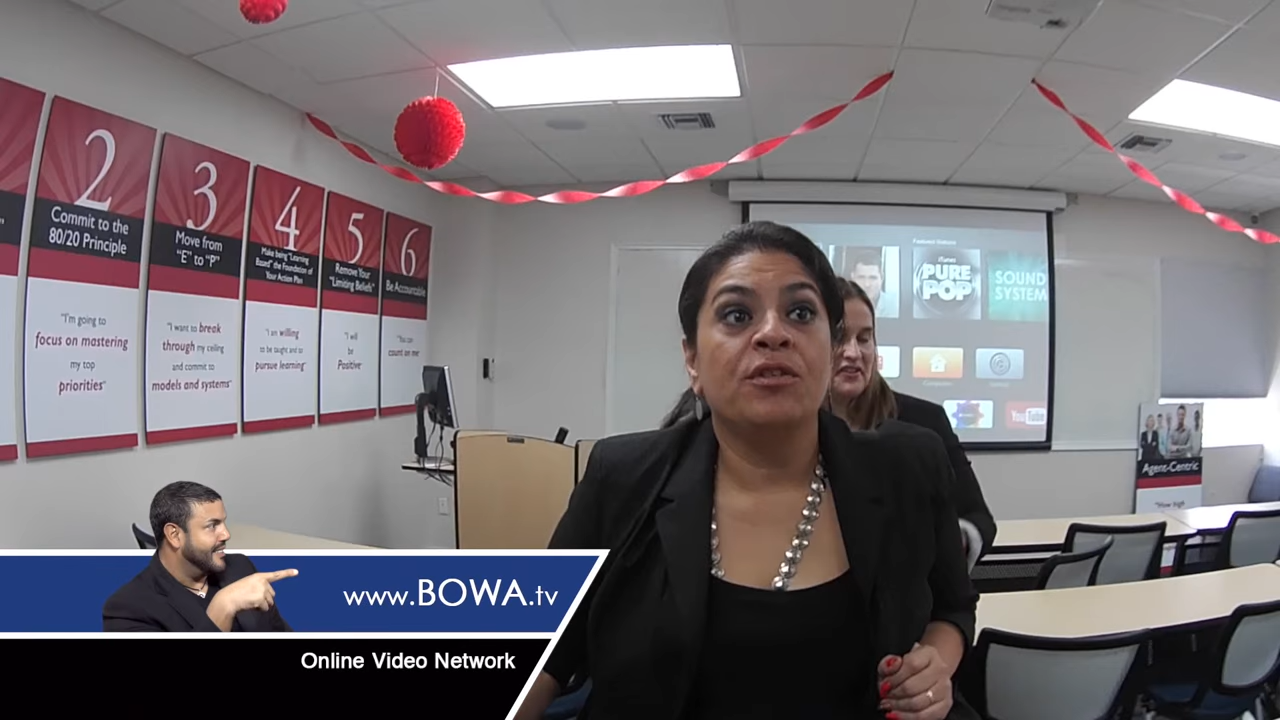 2
Commit to the
80/20 Principle
"I'm going to
focus on mastering
my top
priorities"
3
Move from
"E" to "P"
"I want to break
through my ceiling
and commit to
models and systems"
4
Make being "Learning
Based" the Foundation of
Your Action Plan
"I am willing
to be taught and to
pursue learning"
5
Remove Your
"Limiting Beliefs"
"I will
be
Positive"
6
Be Accountable
"You can
count on me"
iTunes
PURE
POP
SOUND
SYSTEM
YouTube
Agent-Centric
www.BOWA.tv
Online Video Network